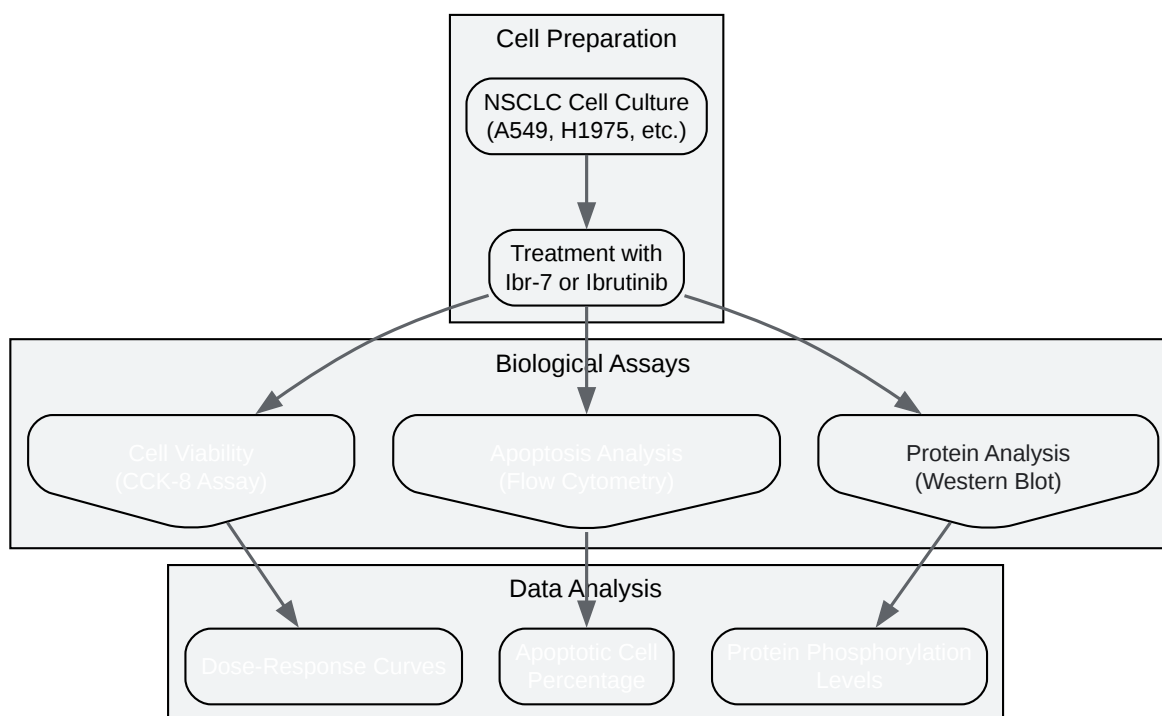 Cell Preparation
NSCLC Cell Culture
(A549, H1975, etc.)
Treatment with
Ibr-7 or Ibrutinib
Biological Assays
Cell Viability
(CCK-8 Assay)
Apoptosis Analysis
(Flow Cytometry)
Protein Analysis
(Western Blot)
Data Analysis
Dose-Response Curves
Apoptotic Cell
Percentage
Protein Phosphorylation
Levels